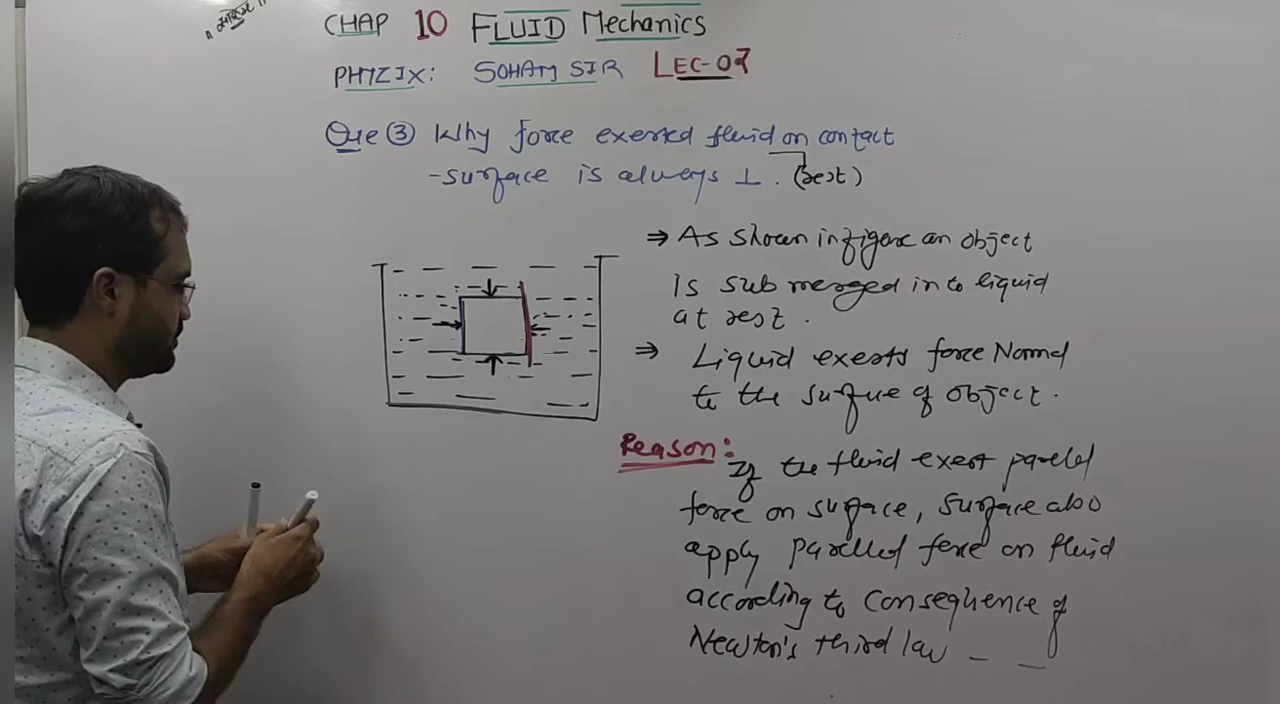 CHAP 10 FLUID Mechanics
PHYZIX: SOHAM SIR LEC-07
Que ③ Why force exerted fluid on contact
-surface is always ⊥. (rest)
⇒ As shown in figure an object
is submerged in to liquid
at rest.
⇒ Liquid exerts force Normal
to the surface of object.
Reason:
If the fluid exert parelled
force on surface, surface also
apply parelled force on fluid
according to consequence of
Newton's third law _ _